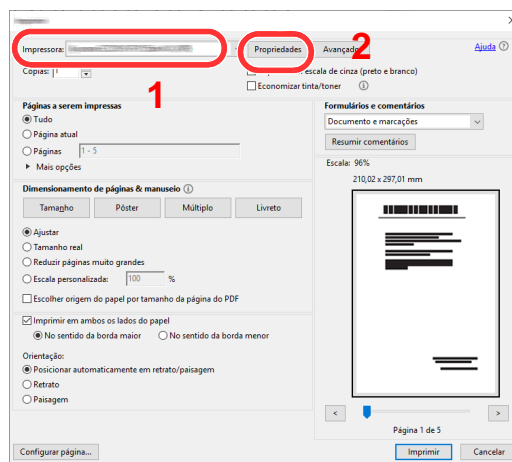 Impressora:
Propriedades
Avançado
2
Ajuda
Cópias: 1
1
cala de cinza (preto e branco)
Economizar tinta/toner
Páginas a serem impressas
Tudo
Página atual
Páginas 1 - 5
Mais opções
Dimensionamento de páginas & manuseio
Tamanho Pôster Múltiplo Livreto
Ajustar
Tamanho real
Reduzir páginas muito grandes
Escala personalizada: 100 %
Escolher origem do papel por tamanho da página do PDF
Imprimir em ambos os lados do papel
No sentido da borda maior No sentido da borda menor
Orientação:
Posicionar automaticamente em retrato/paisagem
Retrato
Paisagem
Formulários e comentários
Documento e marcações
Resumir comentários
Escala: 96%
210,02 x 297,01 mm
< >
Página 1 de 5
Configurar página...
Imprimir Cancelar